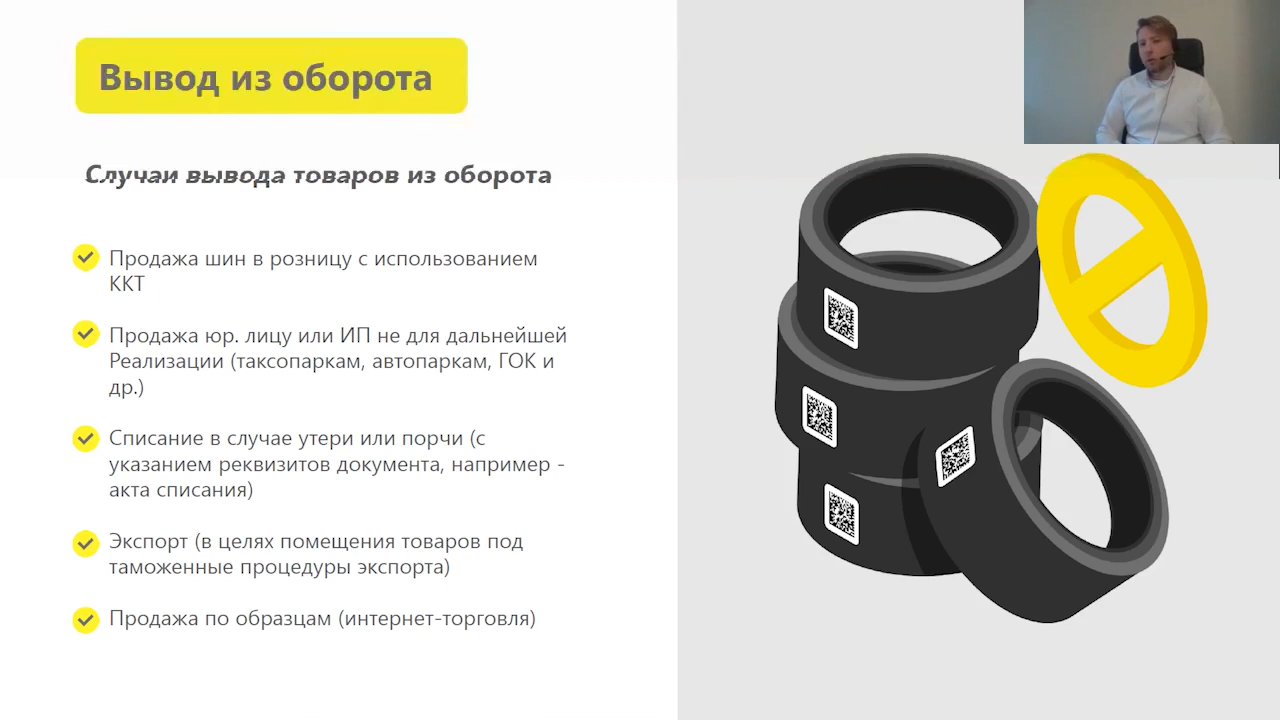 Вывод из оборота
Случаи вывода товаров из оборота
Продажа шин в розницу с использованием
ККТ
Продажа юр. лицу или ИП не для дальнейшей
Реализации (таксопаркам, автопаркам, ГОК и
др.)
Списание в случае утери или порчи (с
указанием реквизитов документа, например -
акта списания)
Экспорт (в целях помещения товаров под
таможенные процедуры экспорта)
Продажа по образцам (интернет-торговля)